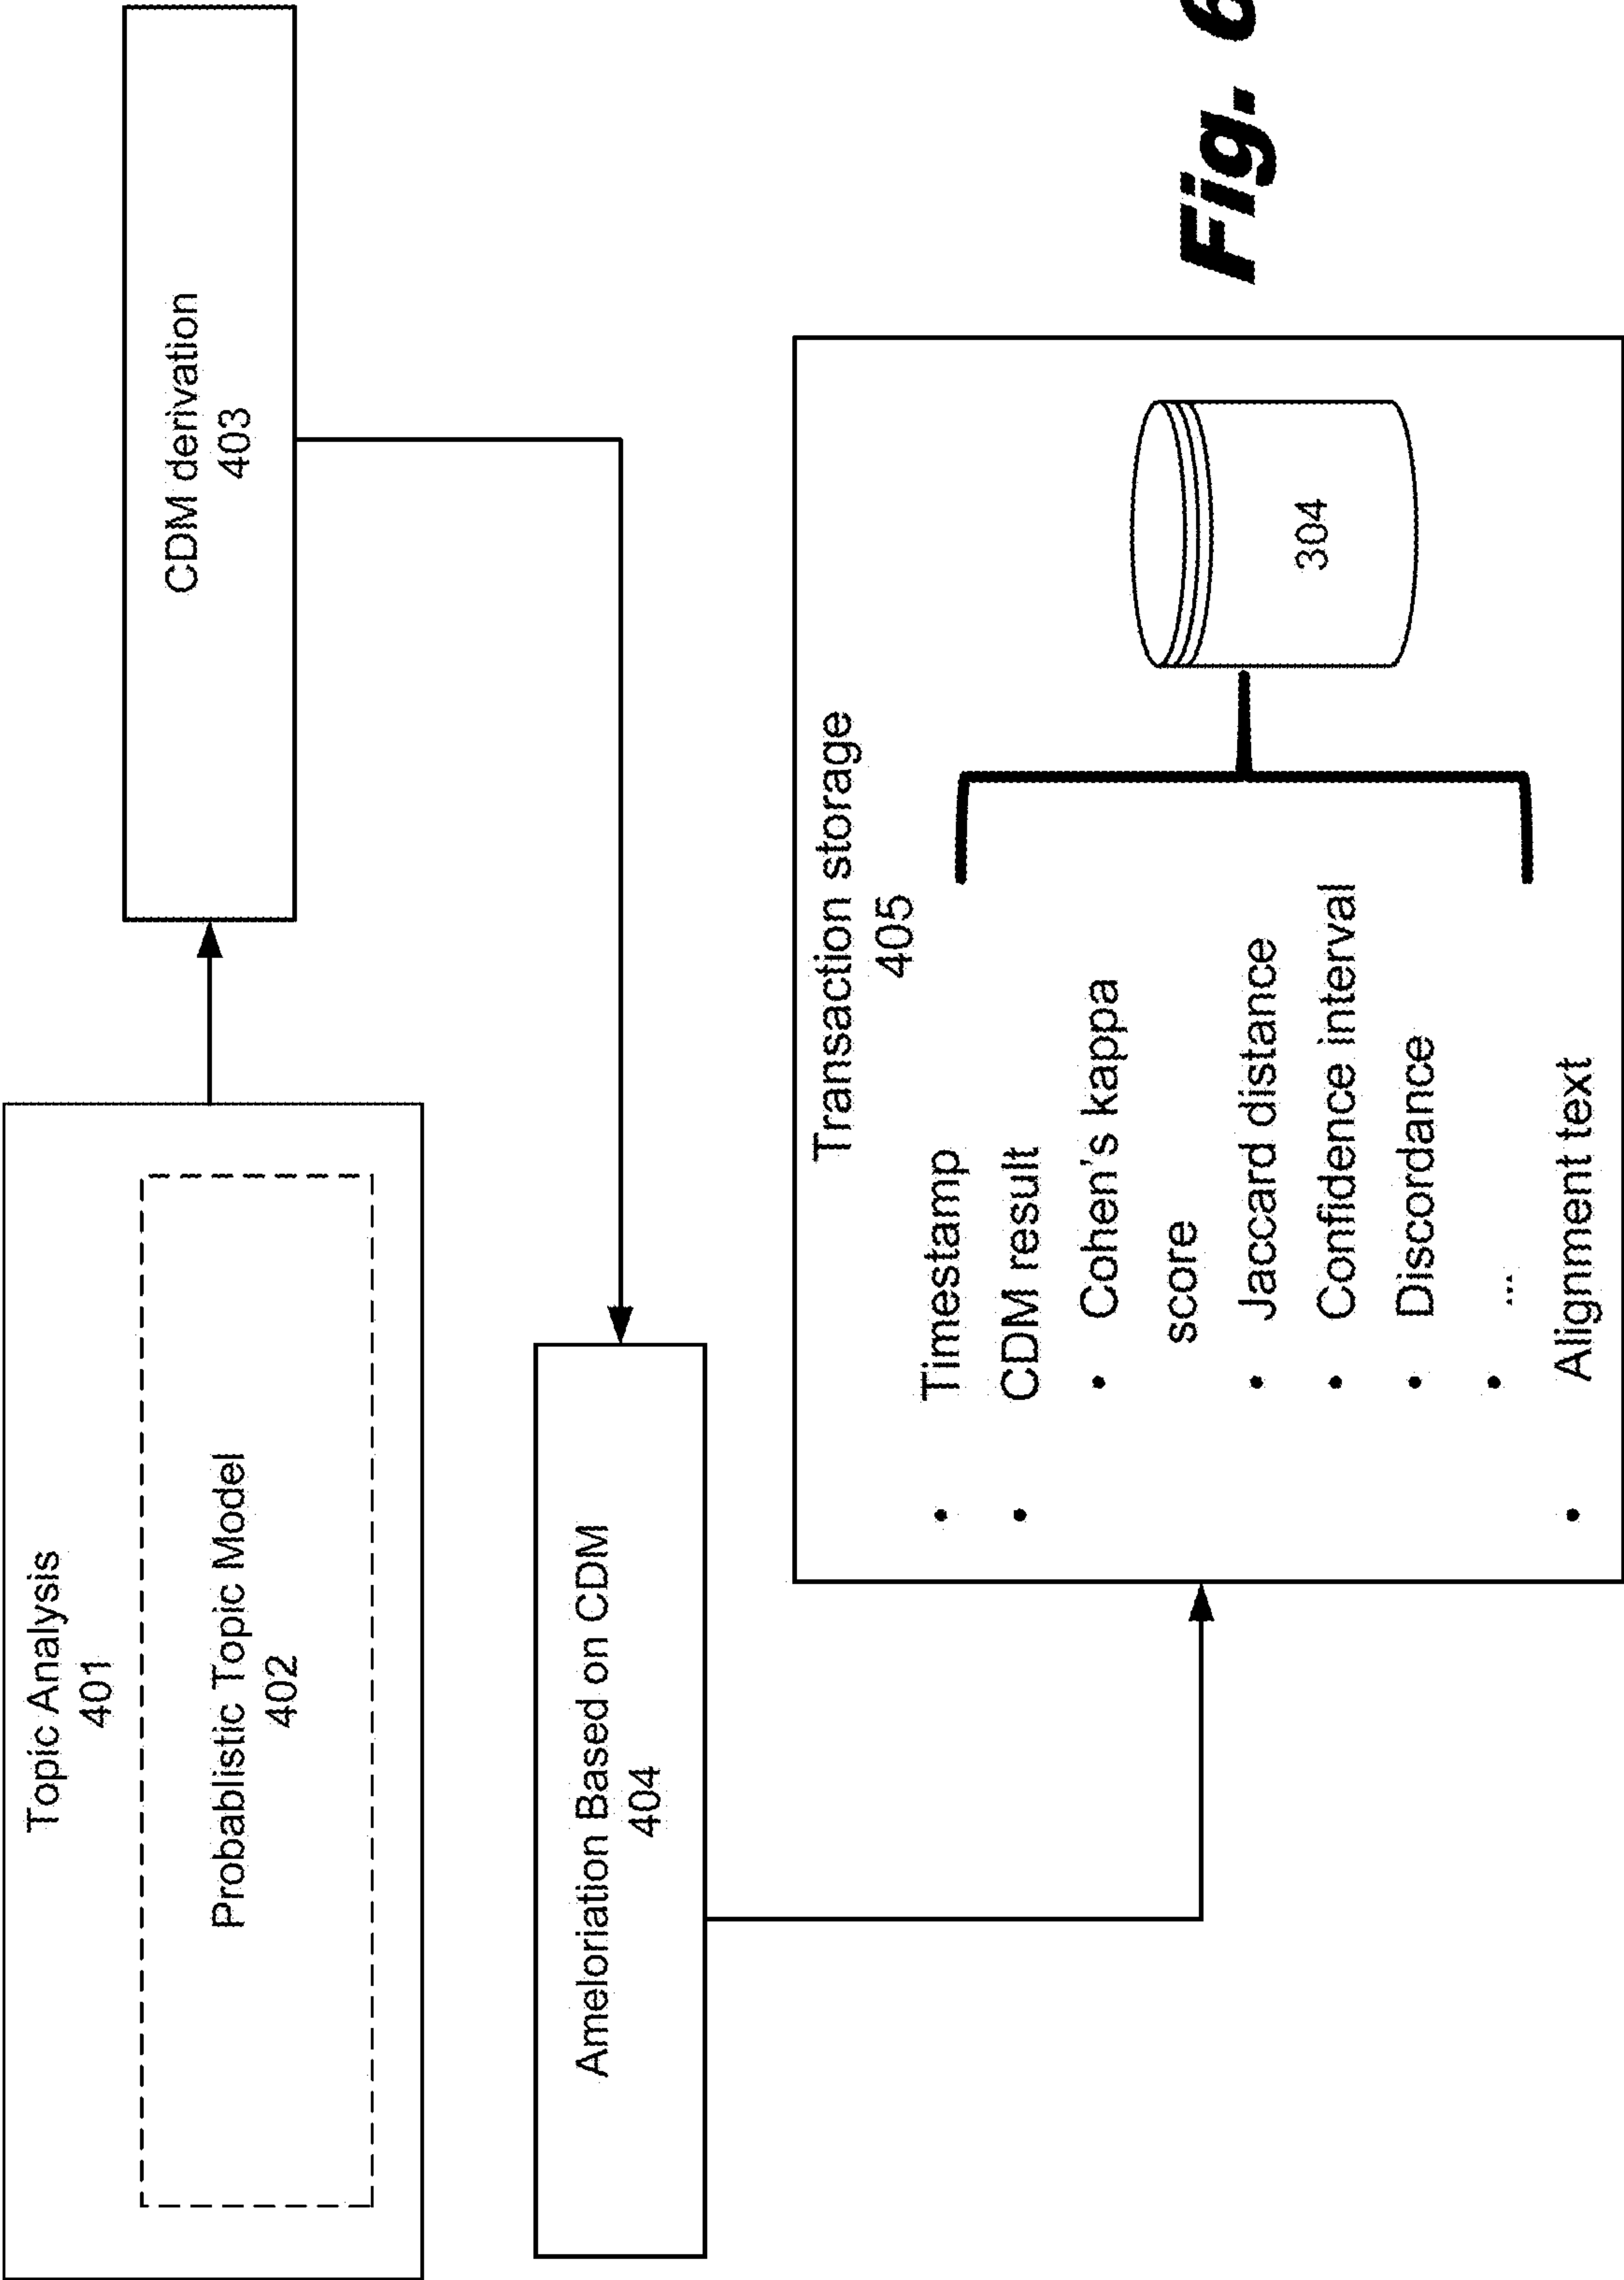 Topic Analysis
401
Probablistic Topic Model
402
CDM derivation
403
Ameloriation Based on CDM
404
Transaction storage
405
• Timestamp
• CDM result
• Cohen's kappa
score
• Jaccard distance
• Confidence interval
• Discordance
• ...
• Alignment text
304
Fig. 6